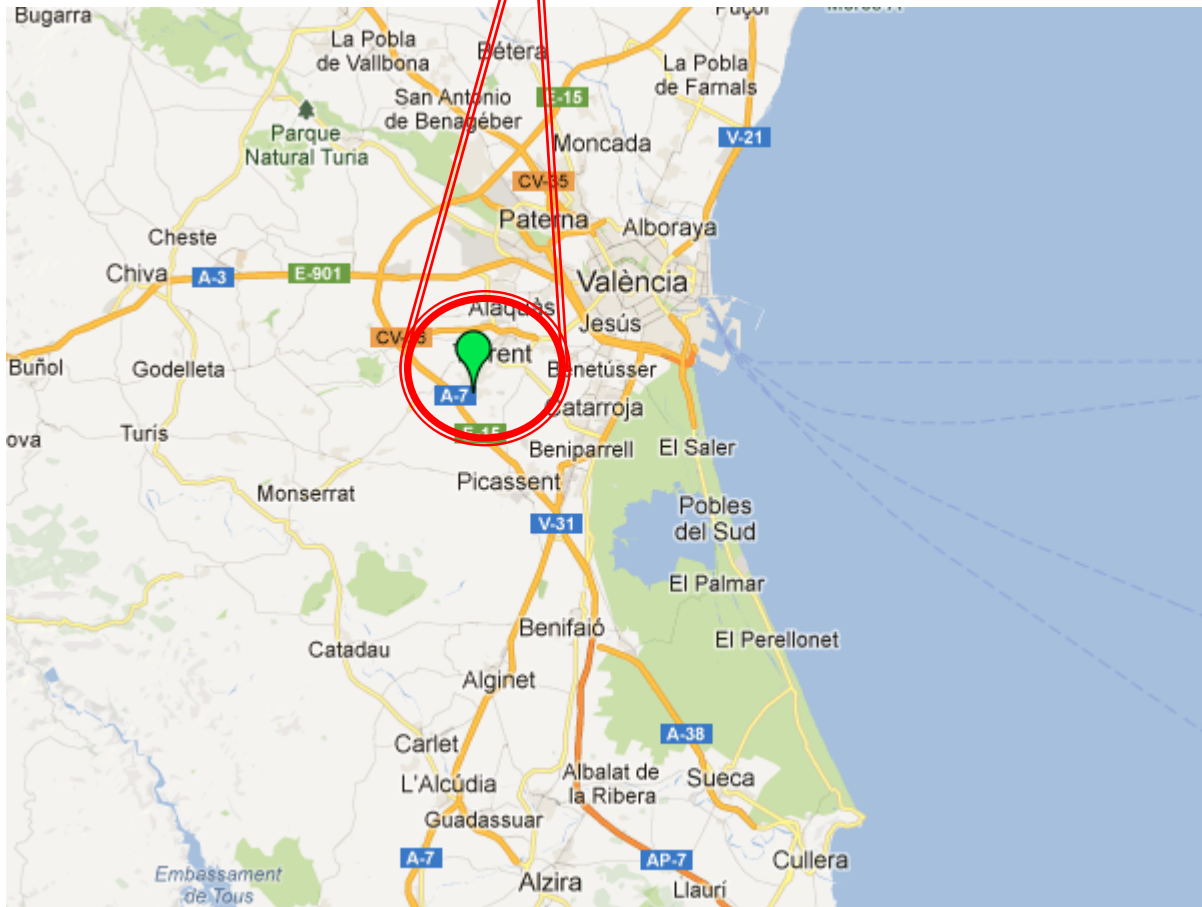 Bugarra
La Pobla
de Vallbona
Bétera
La Pobla
de Farnals
San Antonio
de Benagéber
E-15
Moncada
V-21
Parque
Natural Turia
CV-35
Paterna
Alboraya
Cheste
Chiva
A-3
E-901
València
Alaquàs
Jesús
Buñol
Godelleta
Benetússer
A-7
Catarroja
ova
Turís
E-15
Beniparrell
El Saler
Picassent
Monserrat
Pobles
del Sud
V-31
El Palmar
Benifaió
El Perellonet
Catadau
Alginet
A-38
Carlet
L'Alcúdia
Albalat de
la Ribera
Sueca
Guadassuar
A-7
AP-7
Cullera
Embassament
de Tous
Alzira
Llaurí